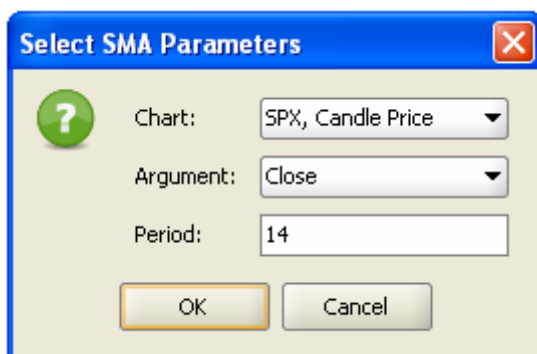 Select SMA Parameters
Chart: SPX, Candle Price
Argument: Close
Period: 14
OK Cancel